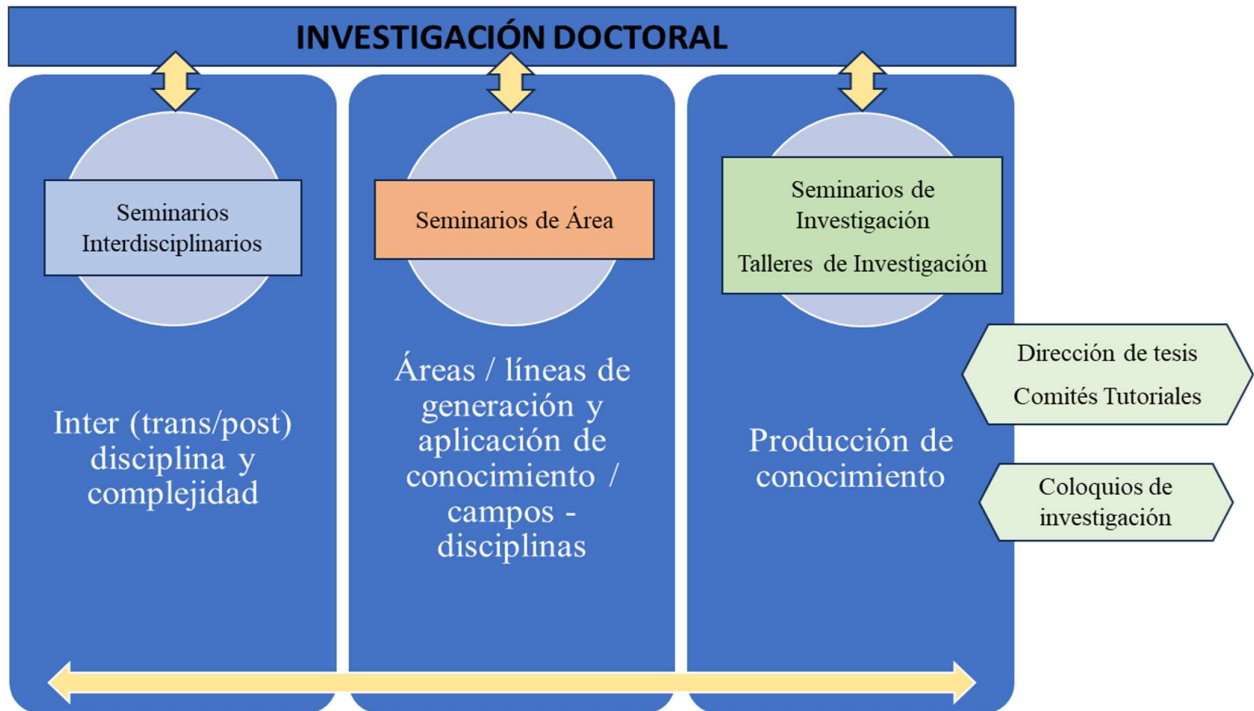 INVESTIGACIÓN DOCTORAL
Seminarios
Interdisciplinarios
Inter (trans/post)
disciplina y
complejidad
Seminarios de Área
Áreas / líneas de
generación y
aplicación de
conocimiento /
campos -
disciplinas
Seminarios de
Investigación
Talleres de Investigación
Producción de
conocimiento
Dirección de tesis
Comités Tutoriales
Coloquios de
investigación